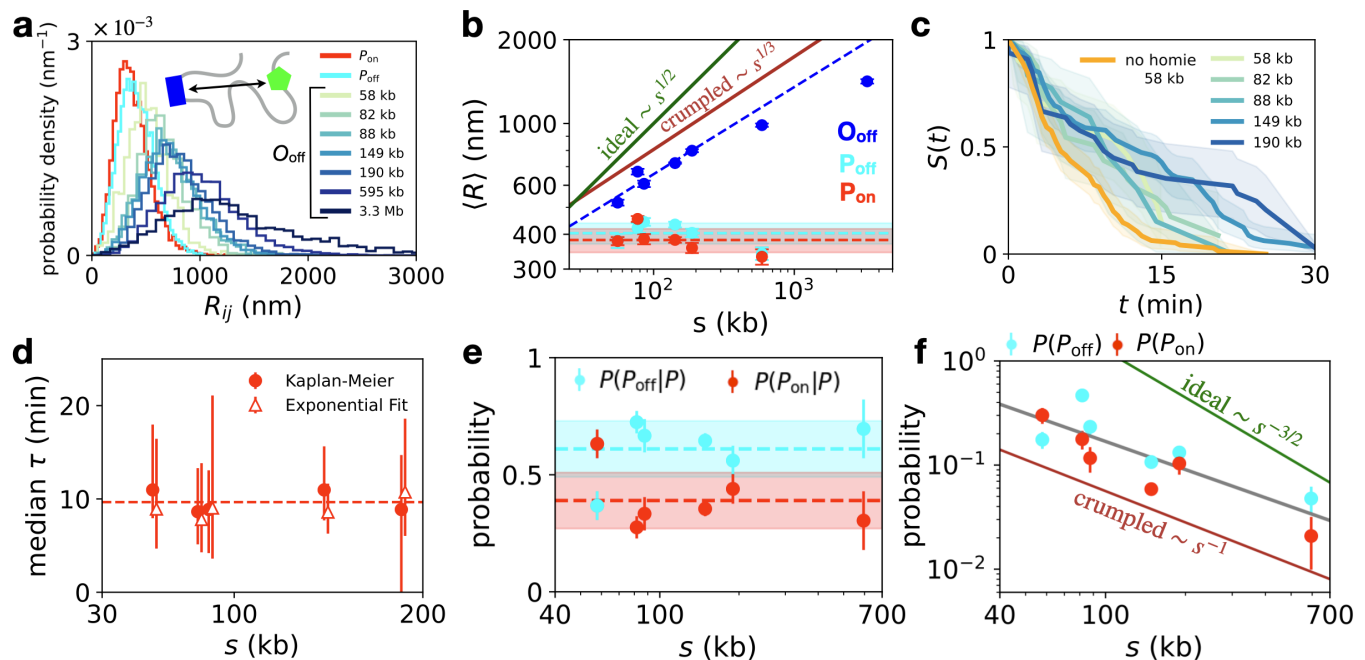 a
× 10⁻³
probability density (nm⁻¹)
3
0
0
1000
2000
3000
R_ij (nm)
P_on
P_off
58 kb
82 kb
88 kb
149 kb
190 kb
595 kb
3.3 Mb
O_off
b
⟨R⟩ (nm)
2000
1000
600
400
300
10²
10³
s (kb)
ideal ~ s^{1/2}
crumpled ~ s^{1/3}
O_off
P_off
P_on
c
S(t)
1
0.5
0
0
15
30
t (min)
no homie
58 kb
58 kb
82 kb
88 kb
149 kb
190 kb
d
median τ (min)
20
10
0
30
100
200
s (kb)
Kaplan-Meier
Exponential Fit
e
probability
1
0.5
0
40
100
700
s (kb)
P(P_off|P)
P(P_on|P)
f
P(P_off)
P(P_on)
probability
10⁰
10⁻¹
10⁻²
40
100
700
s (kb)
ideal ~ s^{-3/2}
crumpled ~ s⁻¹